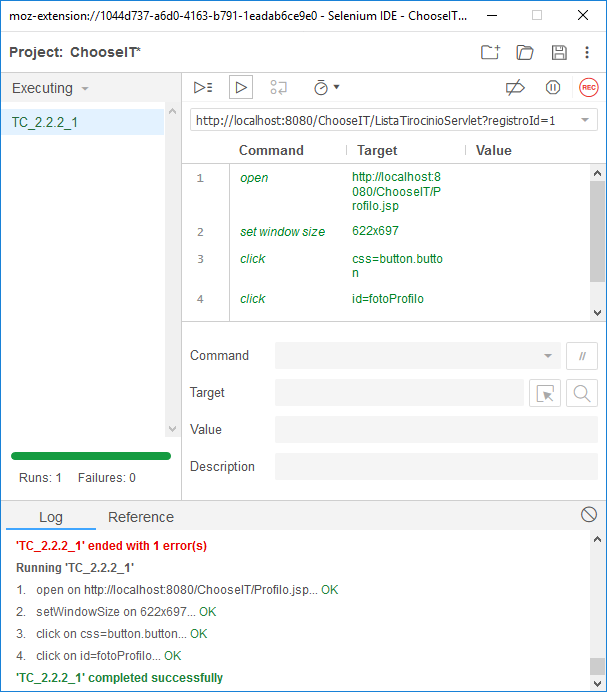 moz-extension://1044d737-a6d0-4163-b791-1eadab6ce9e0 - Selenium IDE - ChooseIT...
Project: ChooseIT*
Executing
TC_2.2.2_1
REC
http://localhost:8080/ChooseIT/ListaTirocinioServlet?registroId=1
Command Target Value
1 open http://localhost:8
080/ChooseIT/P
rofilo.jsp
2 set window size 622x697
3 click css=button.butto
n
4 click id=fotoProfilo
Command //
Target
Value
Description
Runs: 1 Failures: 0
Log Reference
'TC_2.2.2_1' ended with 1 error(s)
Running 'TC_2.2.2_1'
1. open on http://localhost:8080/ChooseIT/Profilo.jsp... OK
2. setWindowSize on 622x697... OK
3. click on css=button.button... OK
4. click on id=fotoProfilo... OK
'TC_2.2.2_1' completed successfully